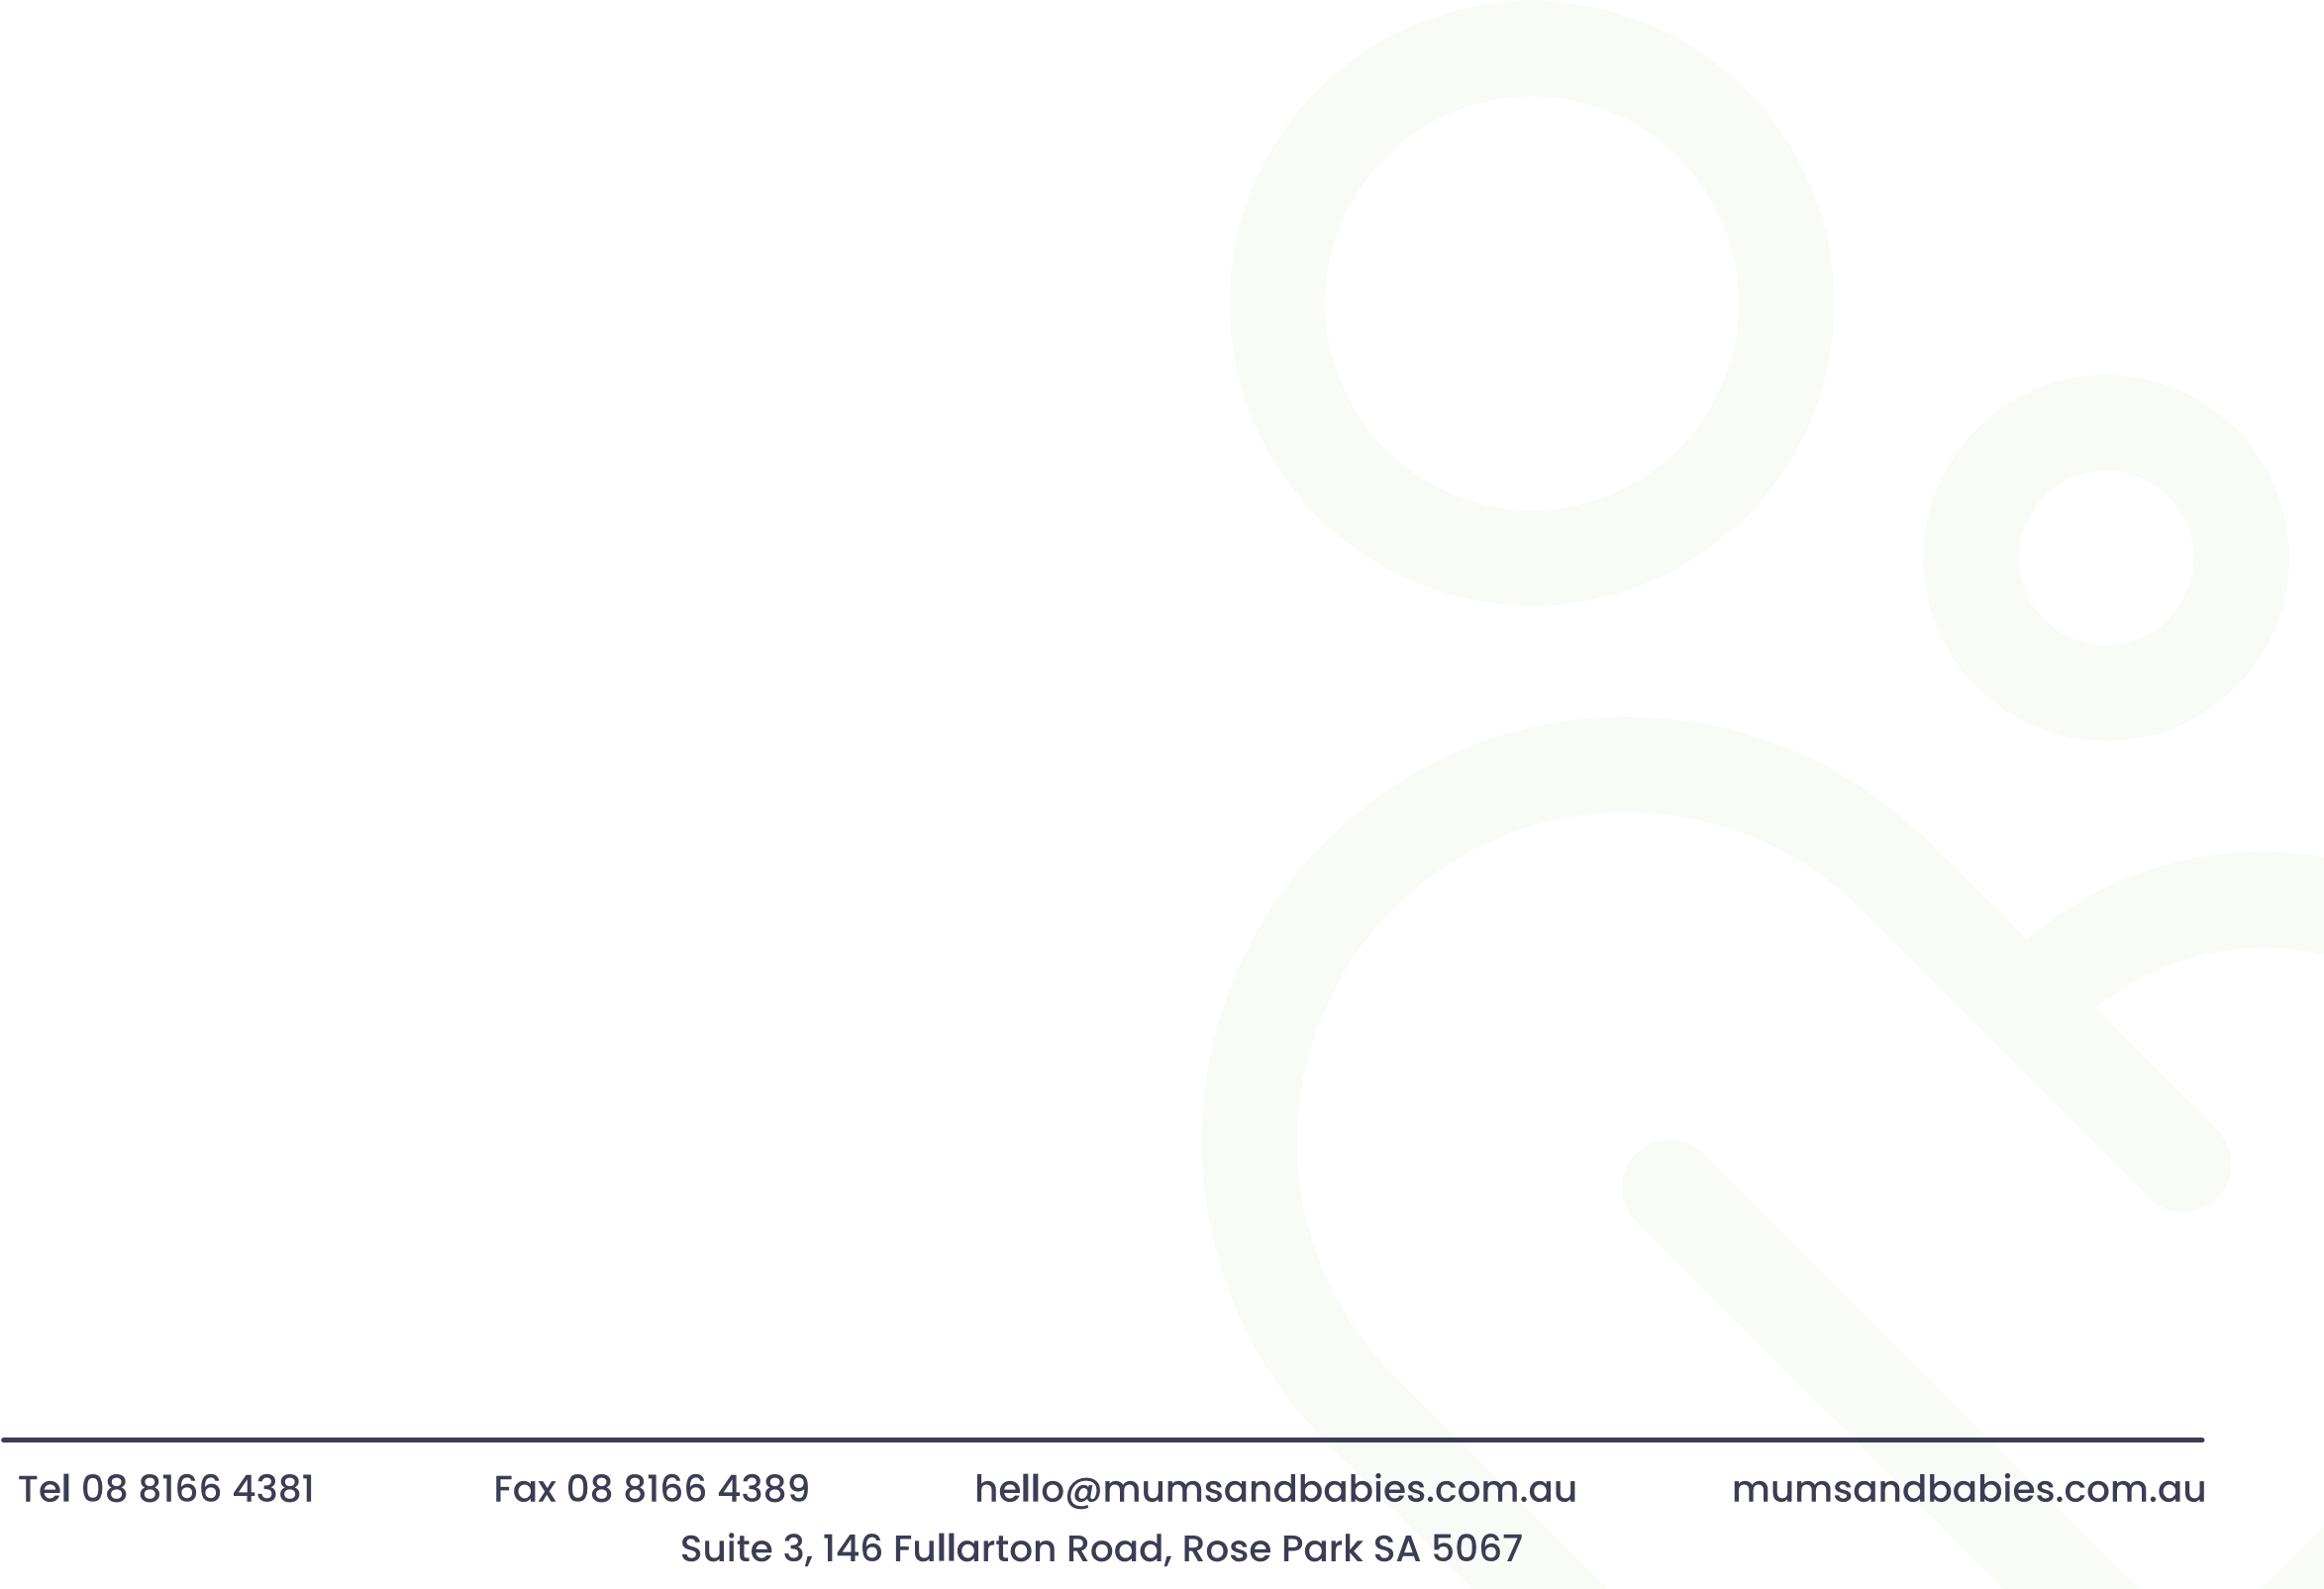 Tel 08 8166 4381 Fax 08 8166 4389 hello@mumsandbabies.com.au mumsandbabies.com.au
Suite 3, 146 Fullarton Road, Rose Park SA 5067